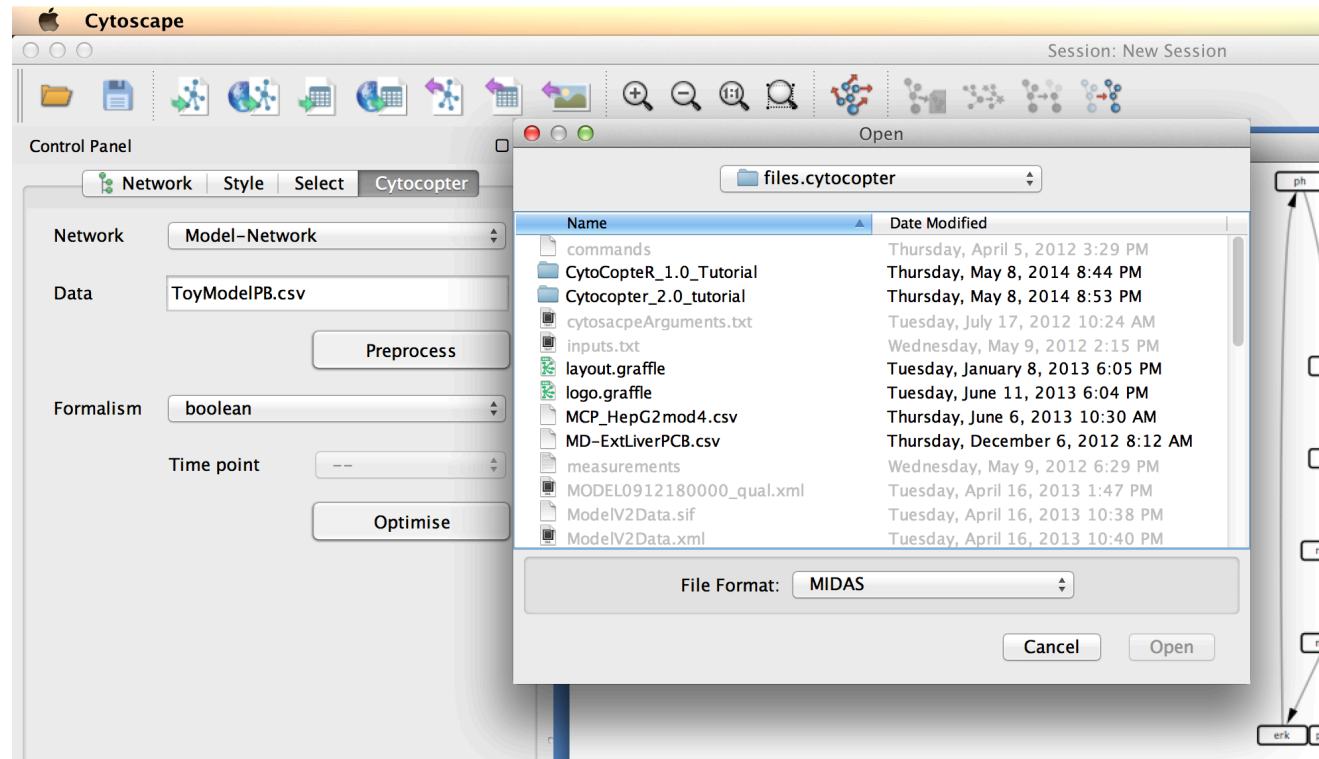 Cytoscape
Session: New Session
1:1
Control Panel
Open
Network Style Select Cytocopter
files.cytocopter
ph
Name Date Modified
Network Model-Network
commands Thursday, April 5, 2012 3:29 PM
CytoCopteR_1.0_Tutorial Thursday, May 8, 2014 8:44 PM
Data ToyModelPB.csv
Cytocopter_2.0_tutorial Thursday, May 8, 2014 8:53 PM
cytosacpeArguments.txt Tuesday, July 17, 2012 10:24 AM
inputs.txt Wednesday, May 9, 2012 2:15 PM
Preprocess
layout.graffle Tuesday, January 8, 2013 6:05 PM
logo.graffle Tuesday, June 11, 2013 6:04 PM
Formalism boolean
MCP_HepG2mod4.csv Thursday, June 6, 2013 10:30 AM
MD-ExtLiverPCB.csv Thursday, December 6, 2012 8:12 AM
Time point --
measurements Wednesday, May 9, 2012 6:29 PM
MODEL0912180000_qual.xml Tuesday, April 16, 2013 1:47 PM
ModelV2Data.sif Tuesday, April 16, 2013 10:38 PM
Optimise
ModelV2Data.xml Tuesday, April 16, 2013 10:40 PM
File Format: MIDAS
Cancel Open
erk